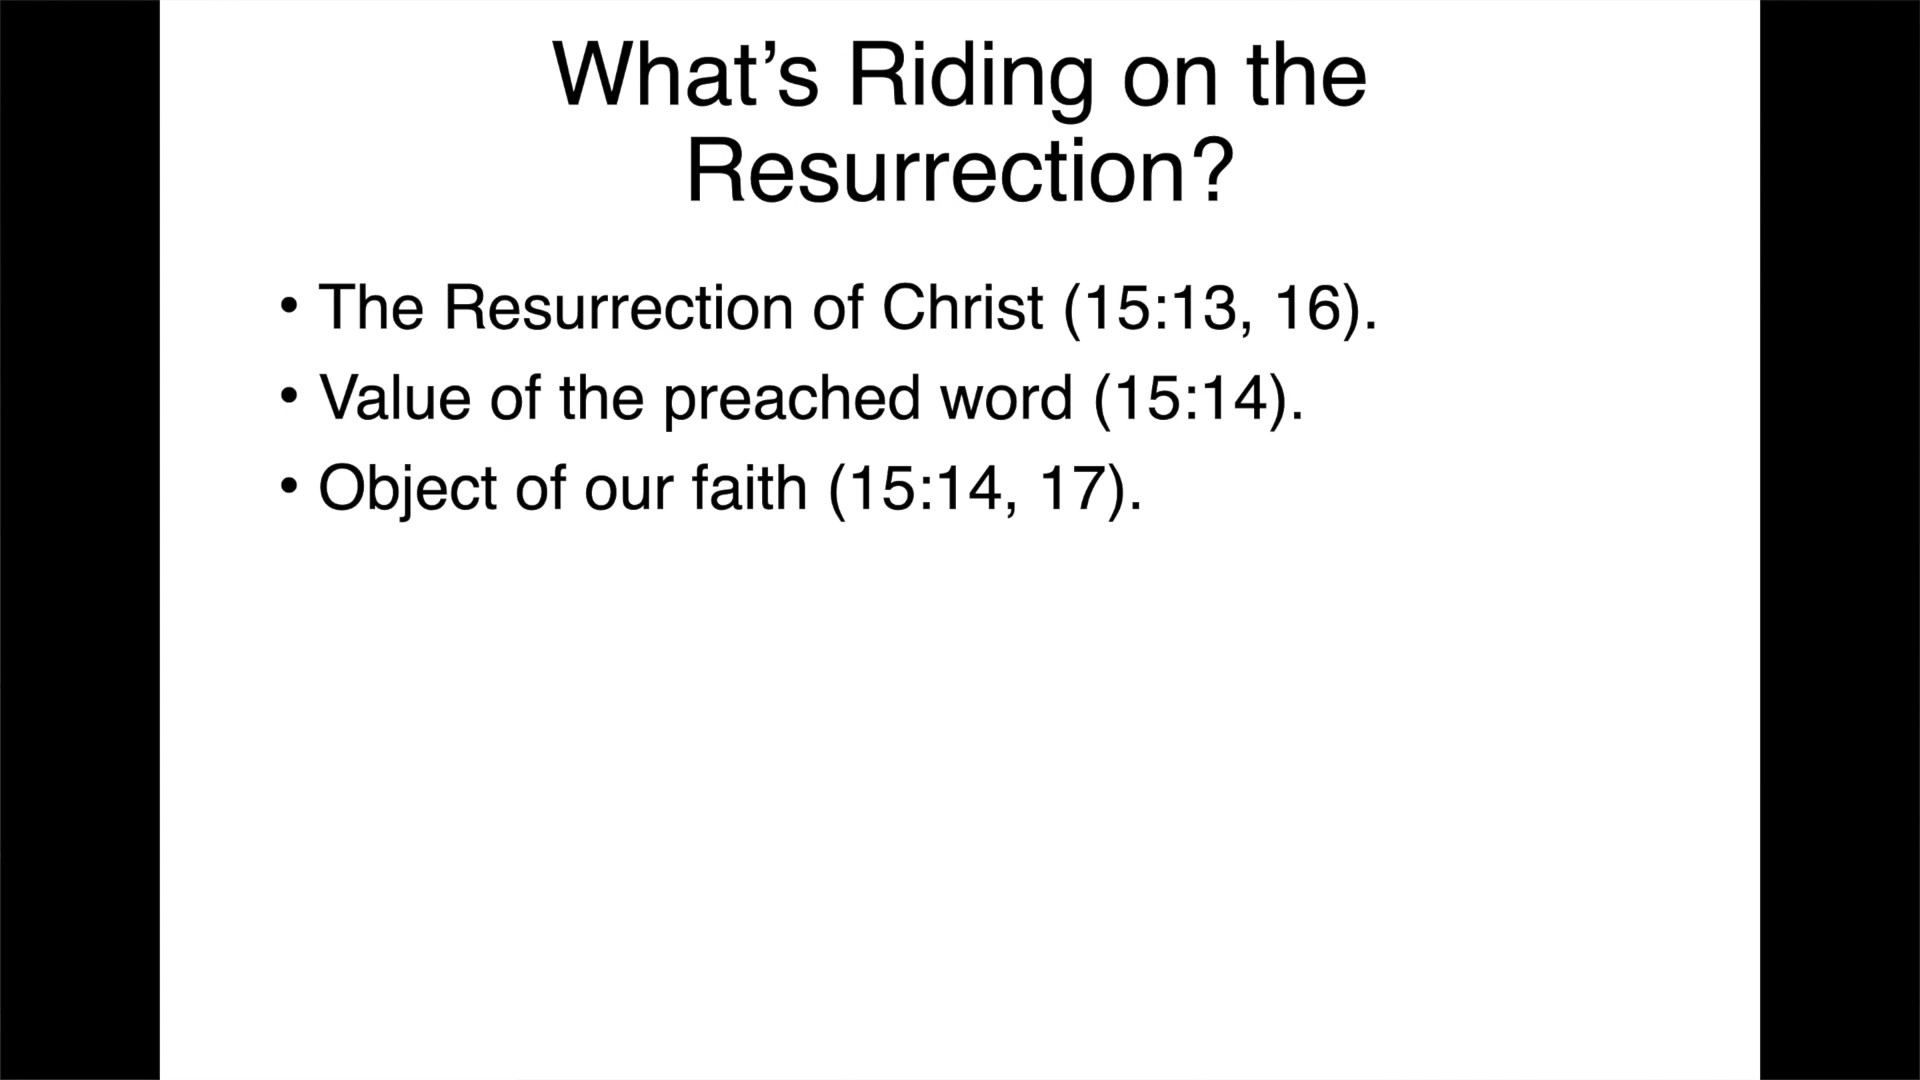 What’s Riding on the
Resurrection?
• The Resurrection of Christ (15:13, 16).
• Value of the preached word (15:14).
• Object of our faith (15:14, 17).